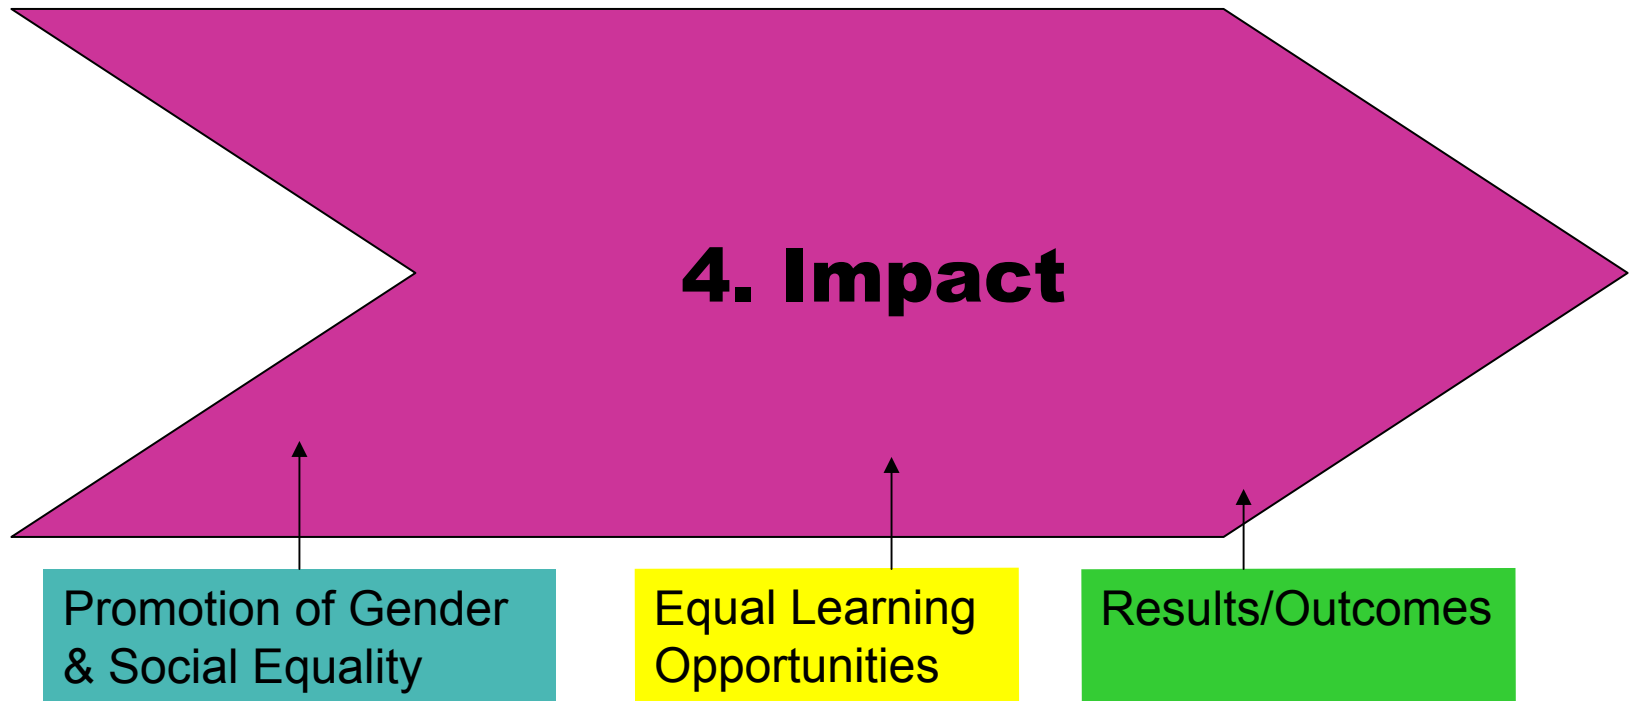 4. Impact
Promotion of Gender
& Social Equality
Equal Learning
Opportunities
Results/Outcomes